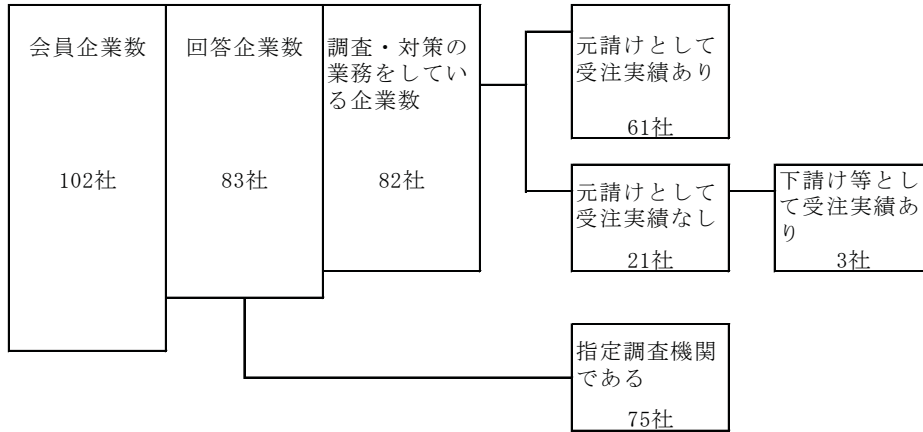 会員企業数
102社
回答企業数
83社
調査・対策の
業務をしてい
る企業数
82社
元請けとして
受注実績あり
61社
元請けとして
受注実績なし
21社
下請け等とし
て受注実績あ
り
3社
指定調査機関
である
75社